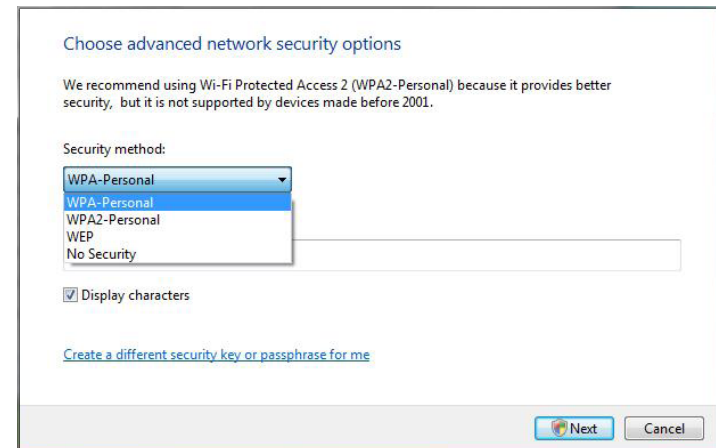 Choose advanced network security options
We recommend using Wi-Fi Protected Access 2 (WPA2-Personal) because it provides better
security, but it is not supported by devices made before 2001.
Security method:
WPA-Personal
WPA-Personal
WPA2-Personal
WEP
No Security
Display characters
Create a different security key or passphrase for me
Next Cancel